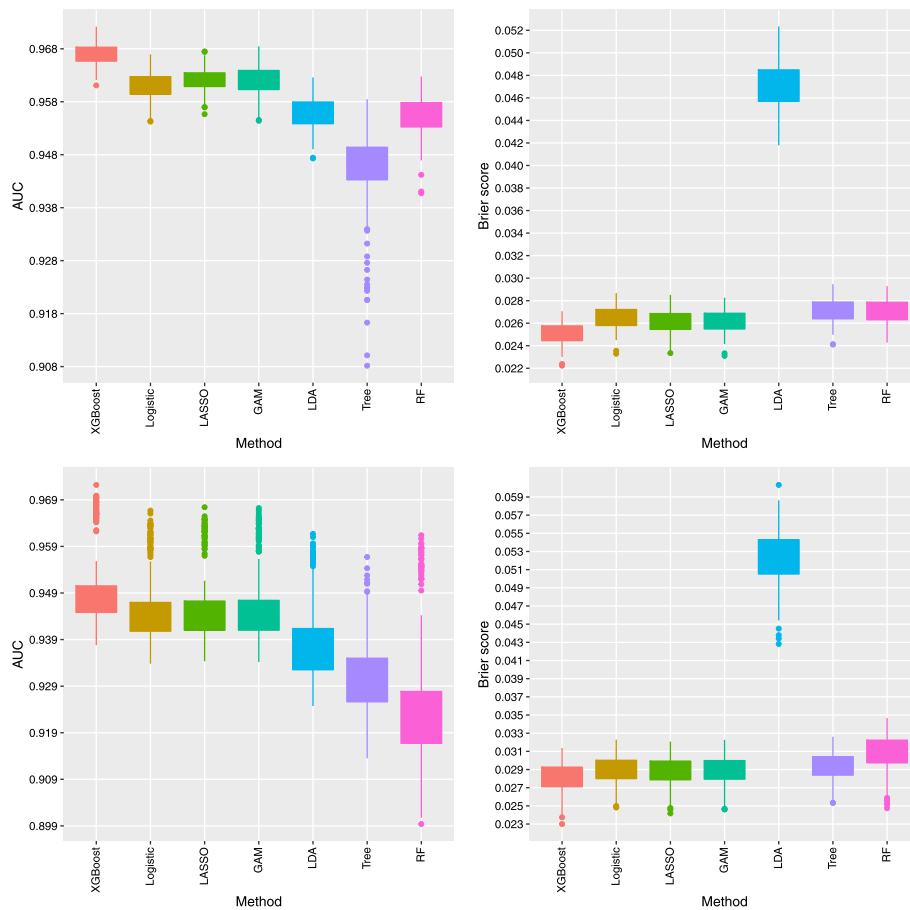 AUC
0.968
0.958
0.948
0.938
0.928
0.918
0.908
XGBoost
Logistic
LASSO
GAM
LDA
Tree
RF
Method
Brier score
0.052
0.050
0.048
0.046
0.044
0.042
0.040
0.038
0.036
0.034
0.032
0.030
0.028
0.026
0.024
0.022
XGBoost
Logistic
LASSO
GAM
LDA
Tree
RF
Method
AUC
0.969
0.959
0.949
0.939
0.929
0.919
0.909
0.899
XGBoost
Logistic
LASSO
GAM
LDA
Tree
RF
Method
Brier score
0.059
0.057
0.055
0.053
0.051
0.049
0.047
0.045
0.043
0.041
0.039
0.037
0.035
0.033
0.031
0.029
0.027
0.025
0.023
XGBoost
Logistic
LASSO
GAM
LDA
Tree
RF
Method